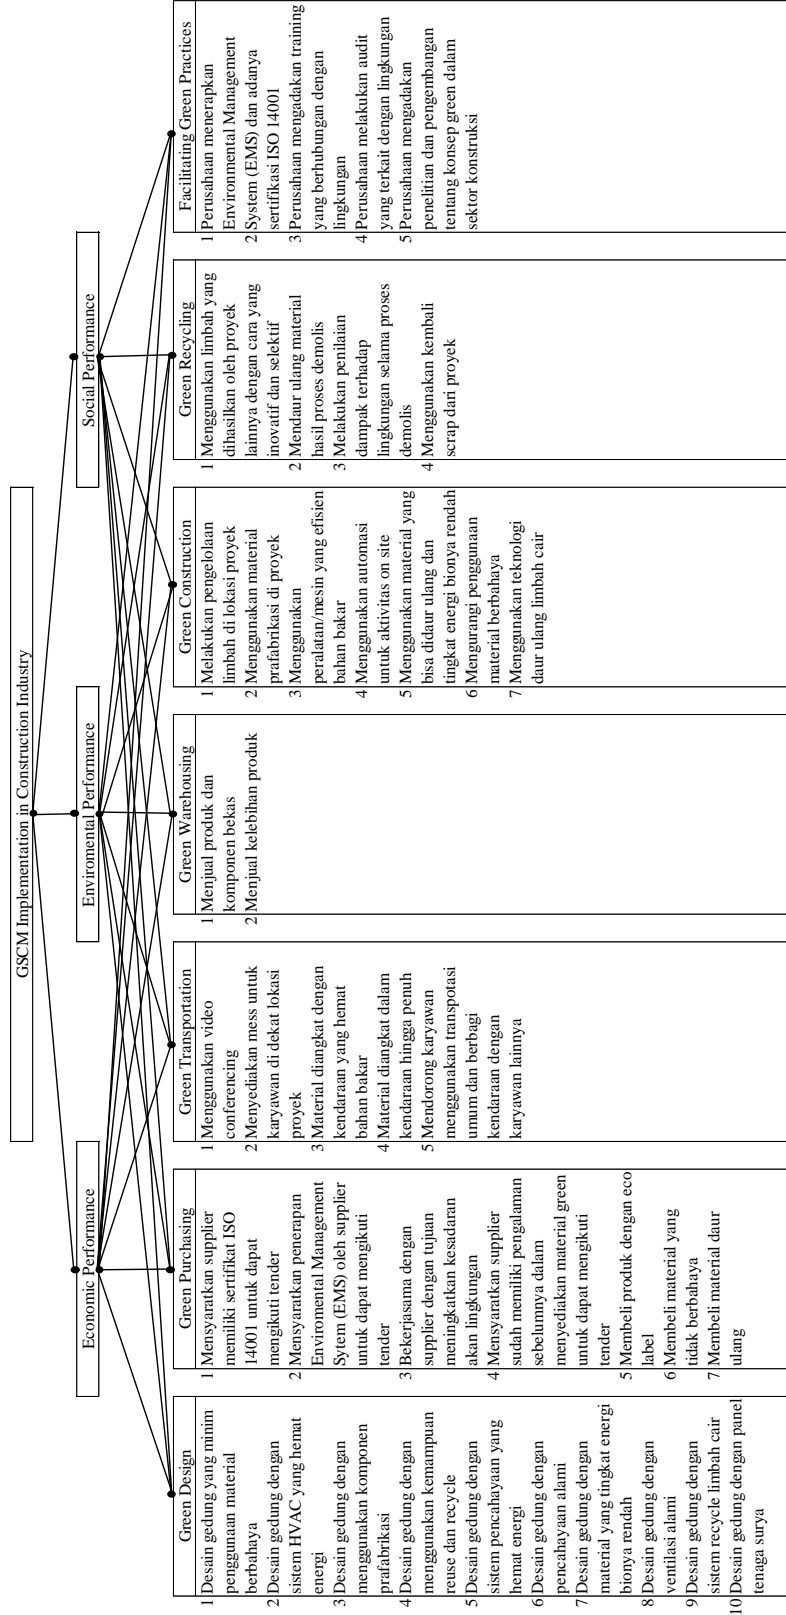 GSCM Implementation in Construction Industry
Economic Performance
Enviromental Performance
Social Performance
Green Design
1 Desain gedung yang minim
penggunaan material
berbahaya
2 Desain gedung dengan
sistem HVAC yang hemat
energi
3 Desain gedung dengan
menggunakan komponen
prafabrikasi
4 Desain gedung dengan
menggunakan kemampuan
reuse dan recycle
5 Desain gedung dengan
sistem pencahayaan yang
hemat energi
6 Desain gedung dengan
pencahayaan alami
7 Desain gedung dengan
material yang tingkat energi
bionya rendah
8 Desain gedung dengan
ventilasi alami
9 Desain gedung dengan
sistem recycle limbah cair
10 Desain gedung dengan panel
tenaga surya
Green Purchasing
1 Mensyaratkan supplier
memiliki sertifikat ISO
14001 untuk dapat
mengikuti tender
2 Mensyaratkan penerapan
Enviromental Management
Sytem (EMS) oleh supplier
untuk dapat mengikuti
tender
3 Bekerjasama dengan
supplier dengan tujuan
meningkatkan kesadaran
akan lingkungan
4 Mensyaratkan supplier
sudah memiliki pengalaman
sebelumnya dalam
menyediakan material green
untuk dapat mengikuti
tender
5 Membeli produk dengan eco
label
6 Membeli material yang
tidak berbahaya
7 Membeli material daur
ulang
Green Transportation
1 Menggunakan video
conferencing
2 Menyediakan mess untuk
karyawan di dekat lokasi
proyek
3 Material diangkat dengan
kendaraan yang hemat
bahan bakar
4 Material diangkat dalam
kendaraan hingga penuh
5 Mendorong karyawan
menggunakan transpotasi
umum dan berbagi
kendaraan dengan
karyawan lainnya
Green Warehousing
1 Menjual produk dan
komponen bekas
2 Menjual kelebihan produk
Green Construction
1 Melakukan pengelolaan
limbah di lokasi proyek
2 Menggunakan material
prafabrikasi di proyek
3 Menggunakan
peralatan/mesin yang efisien
bahan bakar
4 Menggunakan automasi
untuk aktivitas on site
5 Menggunakan material yang
bisa didaur ulang dan
tingkat energi bionya rendah
6 Mengurangi penggunaan
material berbahaya
7 Menggunakan teknologi
daur ulang limbah cair
Green Recycling
1 Menggunakan limbah yang
dihasilkan oleh proyek
lainnya dengan cara yang
inovatif dan selektif
2 Mendaur ulang material
hasil proses demolis
3 Melakukan penilaian
dampak terhadap
lingkungan selama proses
demolis
4 Menggunakan kembali
scrap dari proyek
Facilitating Green Practices
1 Perusahaan menerapkan
Environmental Management
2 System (EMS) dan adanya
sertifikasi ISO 14001
3 Perusahaan mengadakan training
yang berhubungan dengan
lingkungan
4 Perusahaan melakukan audit
yang terkait dengan lingkungan
5 Perusahaan mengadakan
penelitian dan pengembangan
tentang konsep green dalam
sektor konstruksi